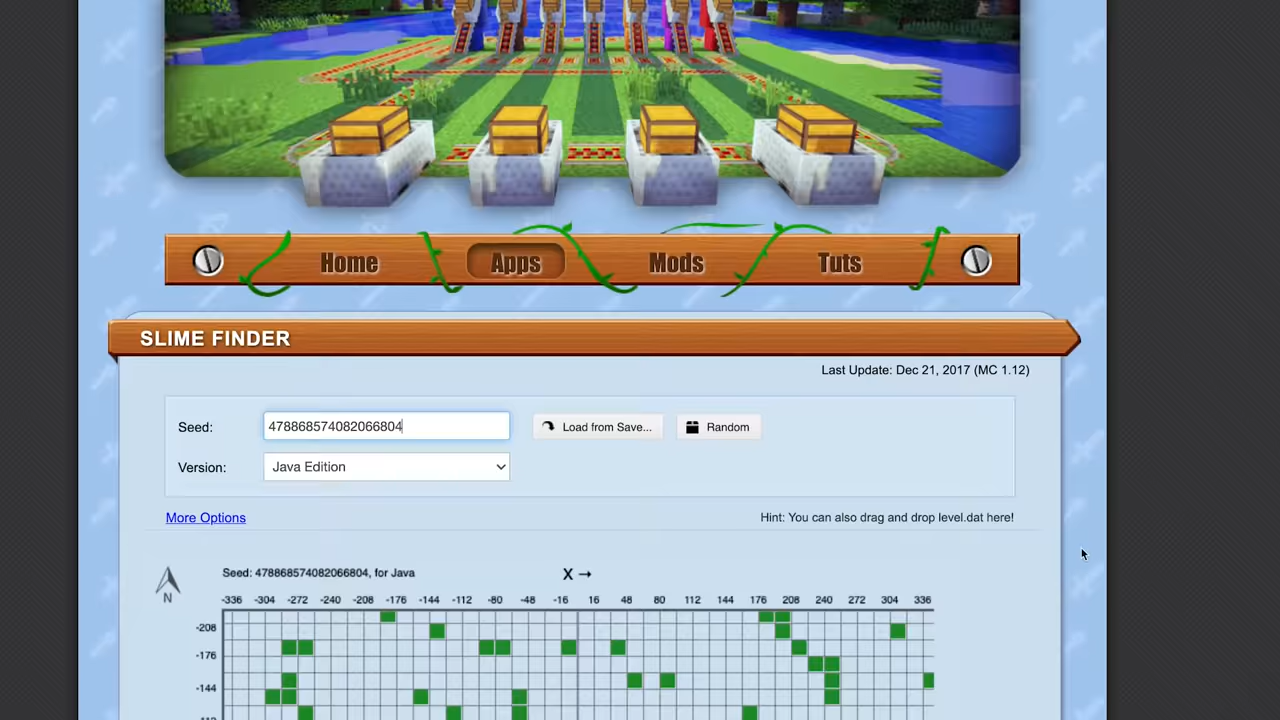 Home Apps Mods Tuts
SLIME FINDER
Last Update: Dec 21, 2017 (MC 1.12)
Seed: 478868574082066804 Load from Save... Random
Version: Java Edition
More Options Hint: You can also drag and drop level.dat here!
Seed: 478868574082066804, for Java X →
N
-336 -304 -272 -240 -208 -176 -144 -112 -80 -48 -16 16 48 80 112 144 176 208 240 272 304 336
-208
-176
-144